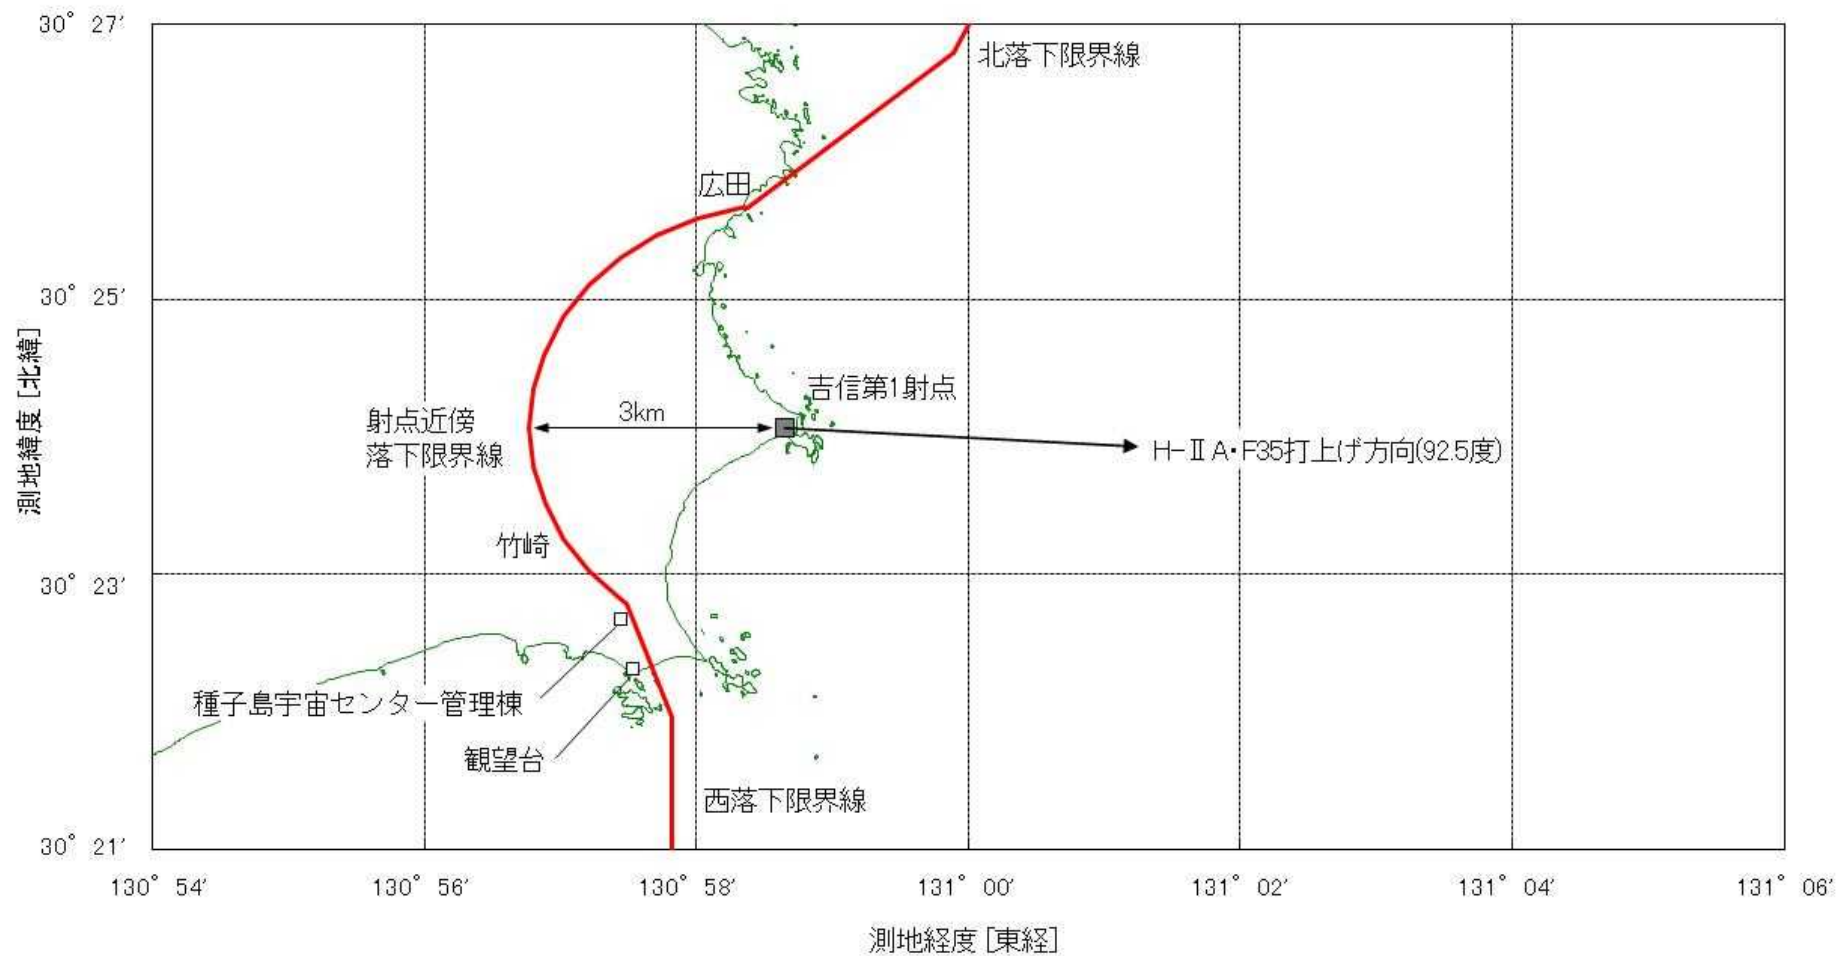 30° 27′
北落下限界線
広田
30° 25′
吉信第1射点
3km
射点近傍
落下限界線
H-ⅡA・F35打上げ方向(92.5度)
測地緯度 [北緯]
竹崎
30° 23′
種子島宇宙センター管理棟
観望台
西落下限界線
30° 21′
130° 54′ 130° 56′ 130° 58′ 131° 00′ 131° 02′ 131° 04′ 131° 06′
測地経度 [東経]